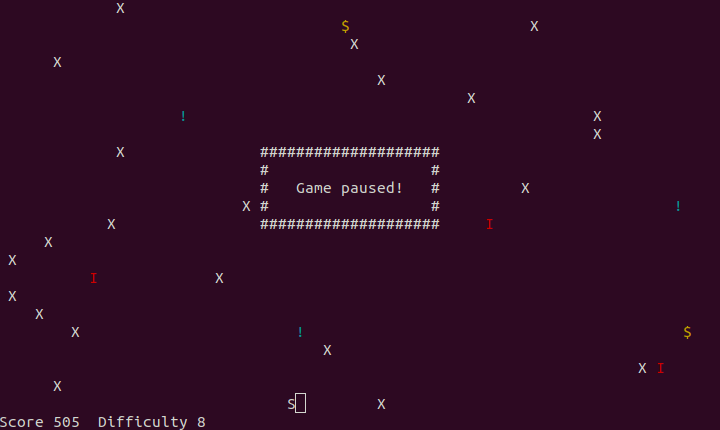 X
$ X
X
X
X
X
! X
X
X ####################
# #
# Game paused! # X
X # # !
X #################### I
X
X
I X
X
X
X ! $
X
X I
X
S X
Score 505 Difficulty 8